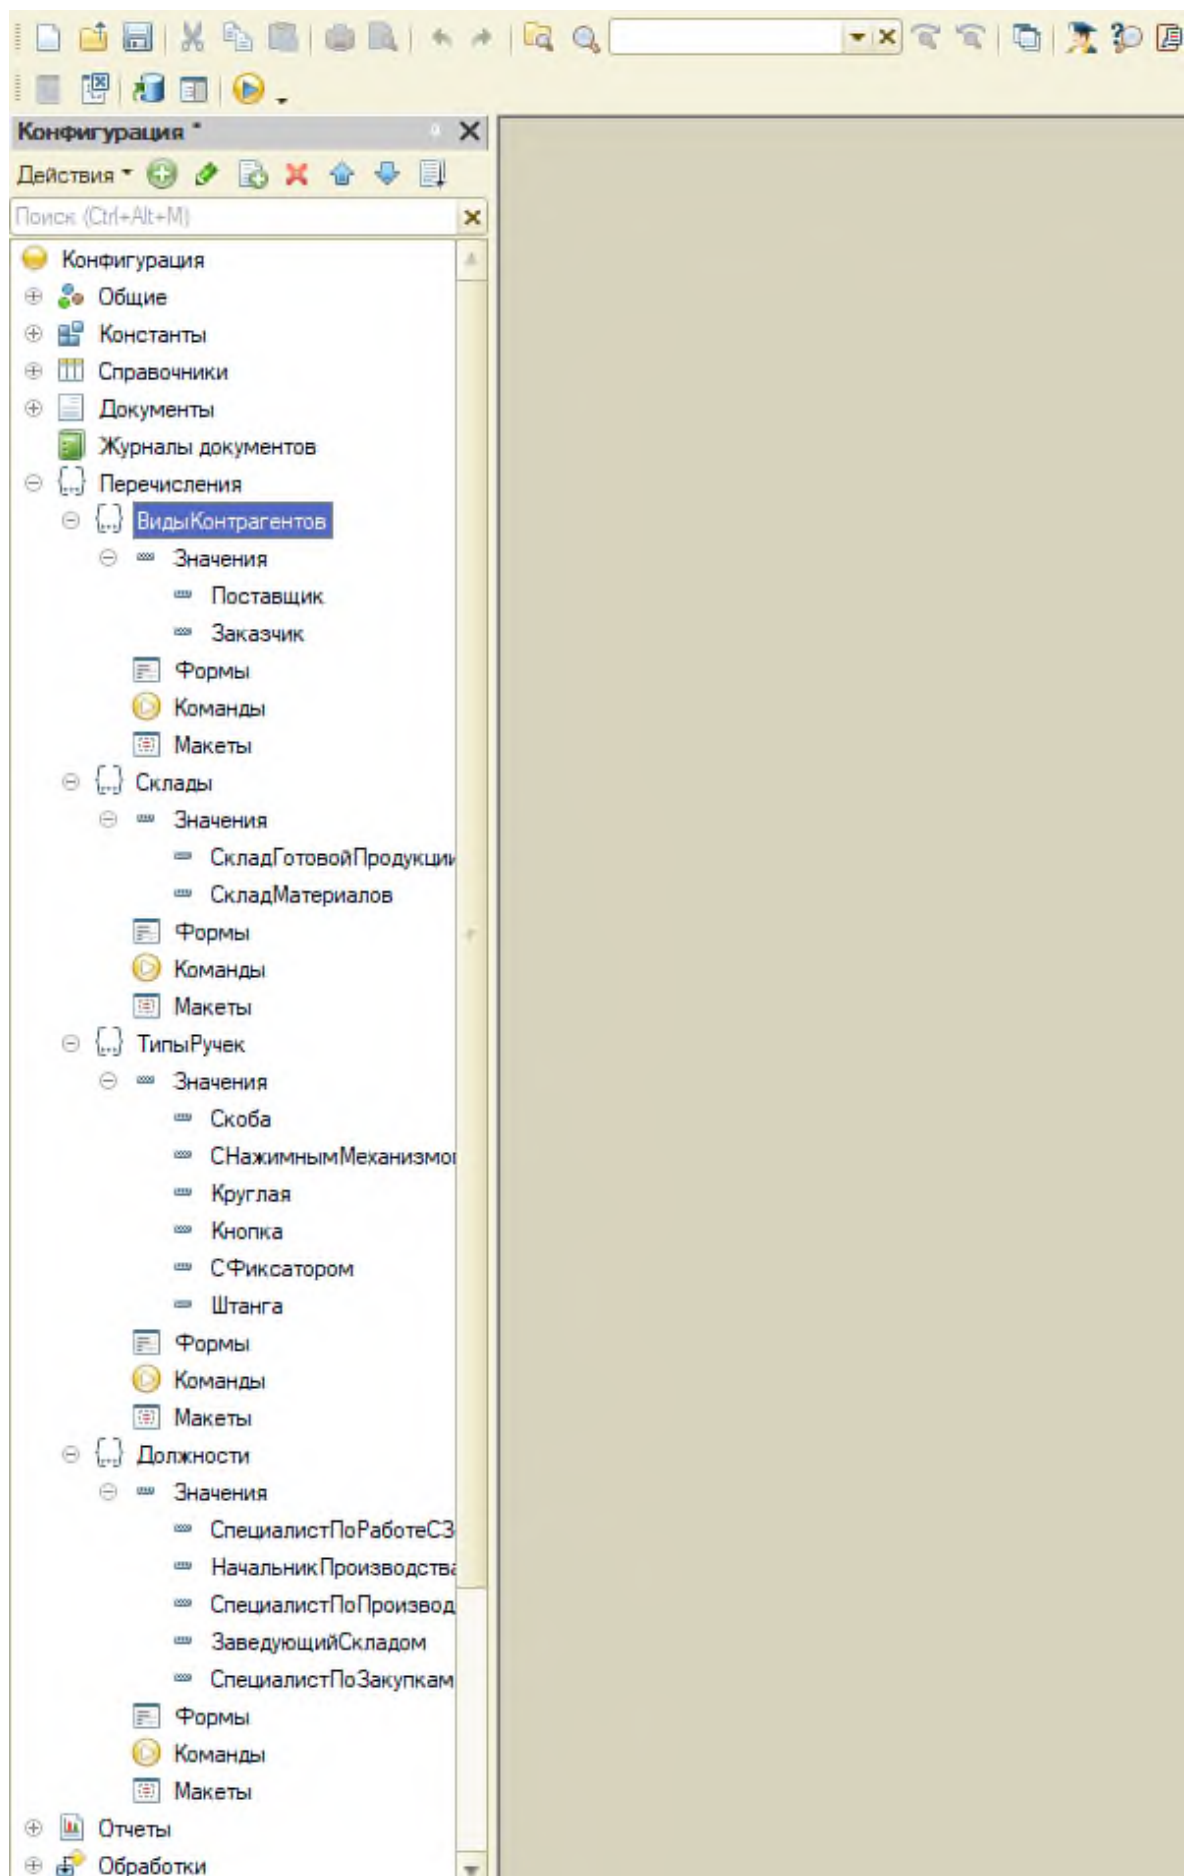 Конфигурация *
Действия
Поиск (Ctrl+Alt+M)
Конфигурация
Общие
Константы
Справочники
Документы
Журналы документов
Перечисления
ВидыКонтрагентов
Значения
Поставщик
Заказчик
Формы
Команды
Макеты
Склады
Значения
СкладГотовойПродукции
СкладМатериалов
Формы
Команды
Макеты
ТипыРучек
Значения
Скоба
СНажимнымМеханизмо
Круглая
Кнопка
СФиксатором
Штанга
Формы
Команды
Макеты
Должности
Значения
СпециалистПоРаботеСЗ
НачальникПроизводства
СпециалистПоПроизвод
ЗаведующийСкладом
СпециалистПоЗакупкам
Формы
Команды
Макеты
Отчеты
Обработки